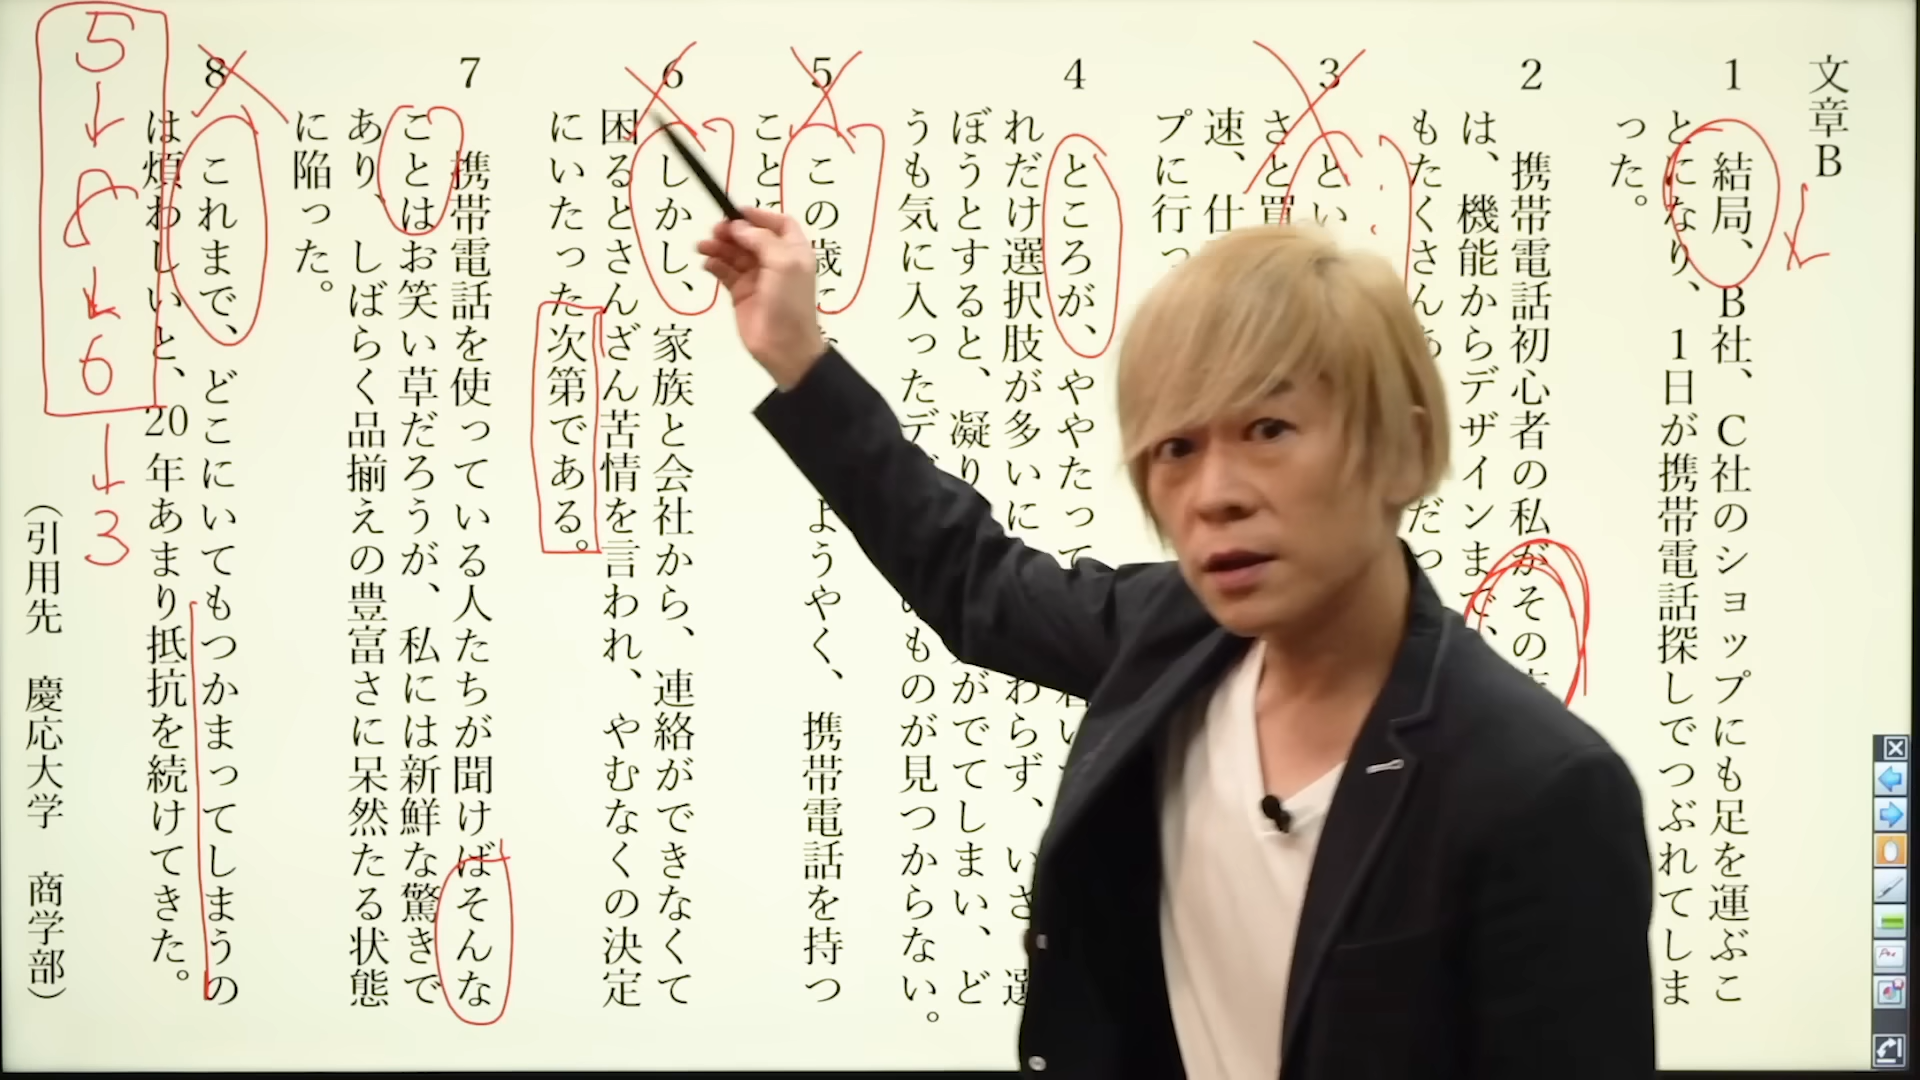 文章B
1
結局、B社、C社のショップにも足を運ぶこ
とになり、1日が携帯電話探しでつぶれてしま
った。
2
携帯電話初心者の私がその
は、機能からデザインまで、
もたくさん
だっ
3
とい
さと買
速、仕
プに行っ
4
ところが、ややたって
れだけ選択肢が多いに
わらず、いざ選
ぼうとすると、凝り
がでてしまい、ど
うも気に入ったデ
のものが見つからない。
5
この歳に
ようやく、携帯電話を持つ
ことに
6
しかし、家族と会社から、連絡ができなくて
困るとさんざん苦情を言われ、やむなくの決定
にいたった次第である。
7
携帯電話を使っている人たちが聞けばそんな
ことはお笑い草だろうが、私には新鮮な驚きで
あり、しばらく品揃えの豊富さに呆然たる状態
に陥った。
8
これまで、どこにいてもつかまってしまうの
は煩わしいと、20年あまり抵抗を続けてきた。
(引用先 慶応大学 商学部)
5
↓
8
↓
6
↓
3